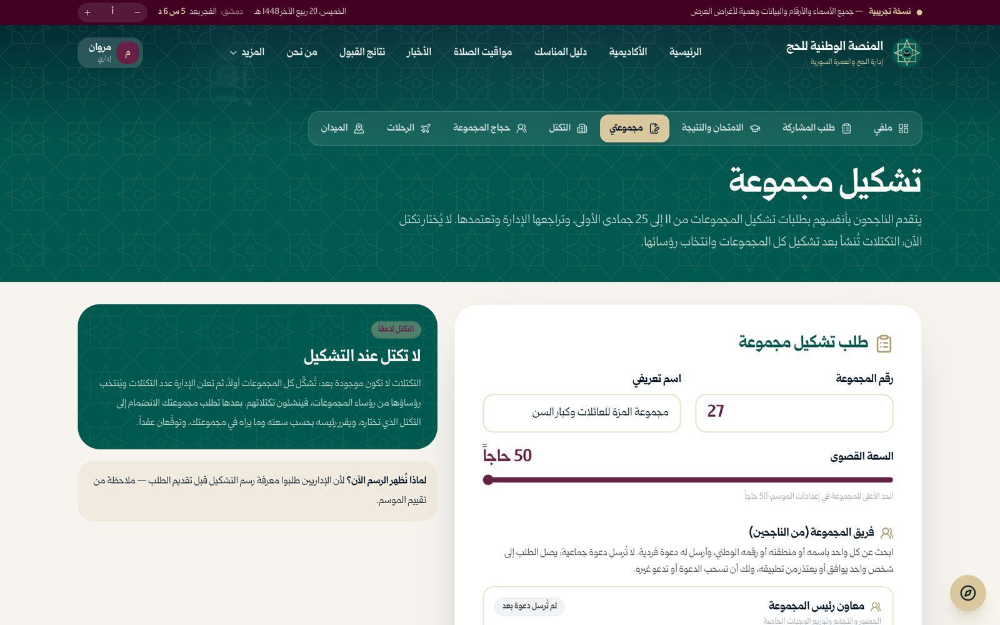 نسخة تجريبية — جميع الأسماء والأرقام والبيانات وهمية لأغراض العرض
الخميس، 20 ربيع الآخر 1448 هـ
دمشق: الفجر بعد 5 س 6 د
− أ +
المنصة الوطنية للحج
إدارة الحج والعمرة السورية
الرئيسية الأكاديمية دليل المناسك مواقيت الصلاة الأخبار نتائج القبول من نحن المزيد
م مروان
إداري
ملفي طلب المشاركة الامتحان والنتيجة مجموعتي التكتل حجاج المجموعة الرحلات الميدان
تشكيل مجموعة
يتقدم الناجحون بأنفسهم بطلبات تشكيل المجموعات من 11 إلى 25 جمادى الأولى، وتراجعها الإدارة وتعتمدها. لا يُختار تكتل
الآن: التكتلات تُنشأ بعد تشكيل كل المجموعات وانتخاب رؤسائها.
طلب تشكيل مجموعة
رقم المجموعة
27
اسم تعريفي
مجموعة المزة للعائلات وكبار السن
السعة القصوى
50 حاجاً
الحد الأعلى للمجموعة في إعدادات الموسم: 50 حاجاً
فريق المجموعة (من الناجحين)
ابحث عن كل واحد باسمه أو منطقته أو رقمه الوطني، وأرسل له دعوة فردية. لا تُرسل دعوة جماعية: يصل الطلب إلى
شخص واحد يوافق أو يعتذر من تطبيقه، ولك أن تسحب الدعوة أو تدعو غيره.
معاون رئيس المجموعة
لم تُرسل دعوة بعد
الحضور والتجمّع وتوزيع الوجبات الخاصة
التكتل لاحقاً
لا تكتل عند التشكيل
التكتلات لا تكون موجودة بعد: تُشكَّل كل المجموعات أولاً، ثم تعلن الإدارة عدد التكتلات ويُنتخب
رؤساؤها من رؤساء المجموعات، فينشئون تكتلاتهم. بعدها تطلب مجموعتك الانضمام إلى
التكتل الذي تختاره، ويقرر رئيسه بحسب سعته وما يراه في مجموعتك، وتوقّعان عقداً.
لماذا نُظهر الرسم الآن؟ لأن الإداريين طلبوا معرفة رسم التشكيل قبل تقديم الطلب — ملاحظة من
تقييم الموسم.